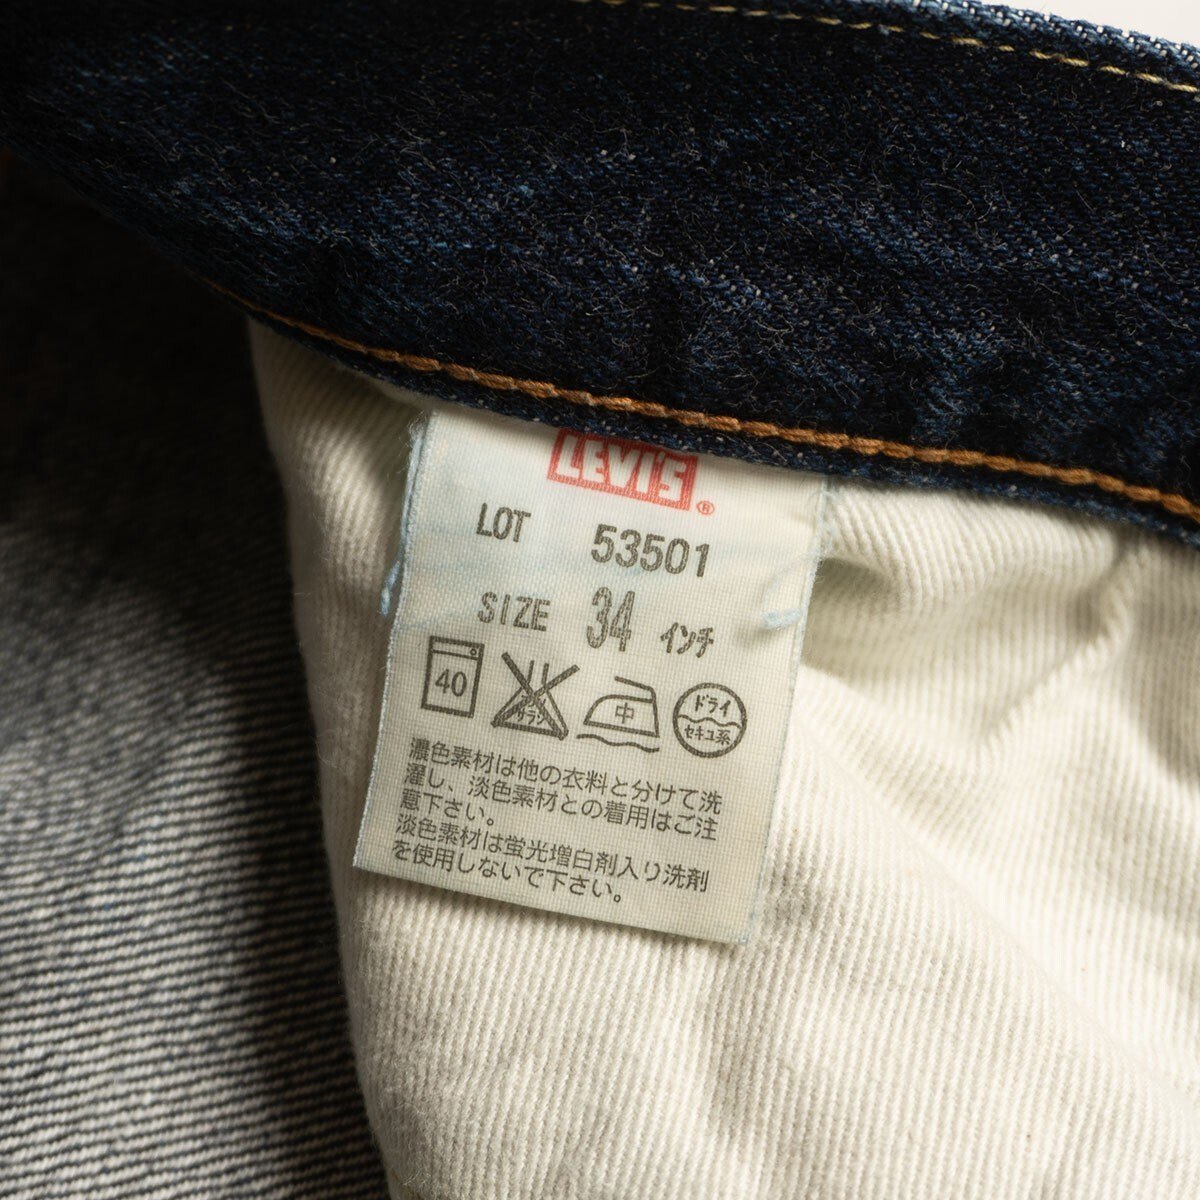 LEVI'S®
LOT 53501
SIZE 34 インチ
40 サラシ 中 ドライ
セキユ系
濃色素材は他の衣料と分けて洗
濯し、淡色素材との着用はご注
意下さい。
淡色素材は蛍光増白剤入り洗剤
を使用しないで下さい。